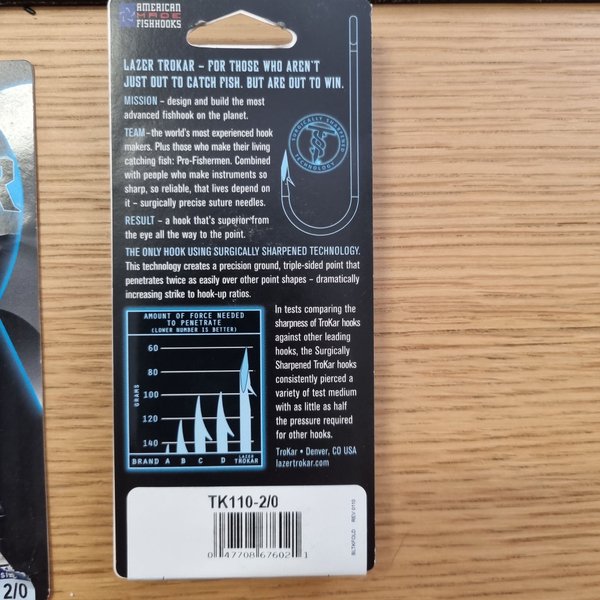 AMERICAN
MADE
FISHHOOKS
LAZER TROKAR – FOR THOSE WHO AREN'T
JUST OUT TO CATCH FISH. BUT ARE OUT TO WIN.
MISSION – design and build the most
advanced fishhook on the planet.
TEAM – the world's most experienced hook
makers. Plus those who make their living
catching fish: Pro-Fishermen. Combined
with people who make instruments so
sharp, so reliable, that lives depend on
it – surgically precise suture needles.
RESULT – a hook that's superior from
the eye all the way to the point.
SURGICALLY SHARPENED
TECHNOLOGY
THE ONLY HOOK USING SURGICALLY SHARPENED TECHNOLOGY.
This technology creates a precision ground, triple-sided point that
penetrates twice as easily over other point shapes – dramatically
increasing strike to hook-up ratios.
AMOUNT OF FORCE NEEDED
TO PENETRATE
(LOWER NUMBER IS BETTER)
GRAMS
60
80
100
120
140
BRAND A B C D LAZER
TROKAR
In tests comparing the
sharpness of TroKar hooks
against other leading
hooks, the Surgically
Sharpened TroKar hooks
consistently pierced a
variety of test medium
with as little as half
the pressure required
for other hooks.
TroKar • Denver, CO USA
lazertrokar.com
TK110-2/0
0 47708 67602 1
BLTKFOLD REV 0110
R
2/0